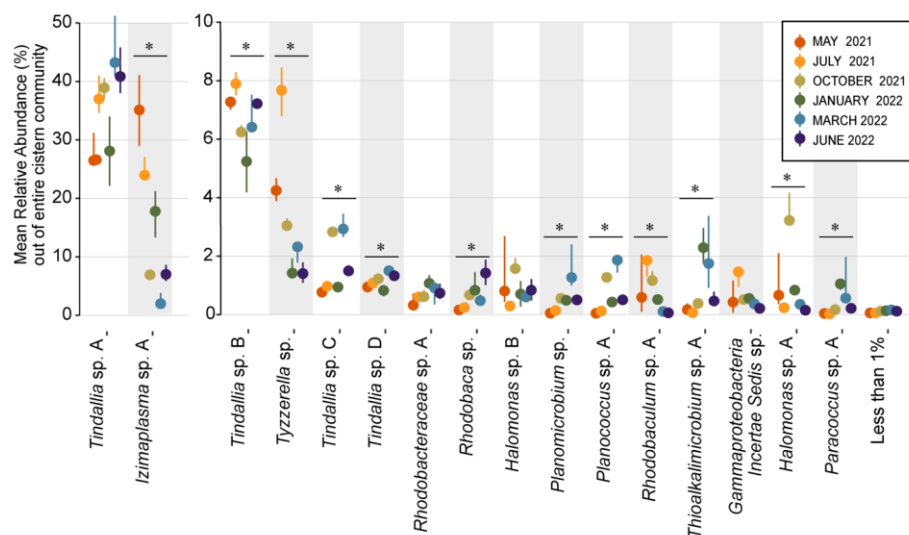 Mean Relative Abundance (%)
out of entire cistern community
50
40
30
20
10
0
10
8
6
4
2
0
*
*
*
*
*
*
*
*
*
*
*
*
MAY 2021
JULY 2021
OCTOBER 2021
JANUARY 2022
MARCH 2022
JUNE 2022
Tindallia sp. A
Izimaplasma sp. A
Tindallia sp. B
Tyzzerella sp.
Tindallia sp. C
Tindallia sp. D
Rhodobacteraceae sp. A
Rhodobaca sp.
Halomonas sp. B
Planomicrobium sp.
Planococcus sp. A
Rhodobaculum sp. A
Thioalkalimicrobium sp. A
Gammaproteobacteria
Incertae Sedis sp.
Halomonas sp. A
Paracoccus sp. A
Less than 1%